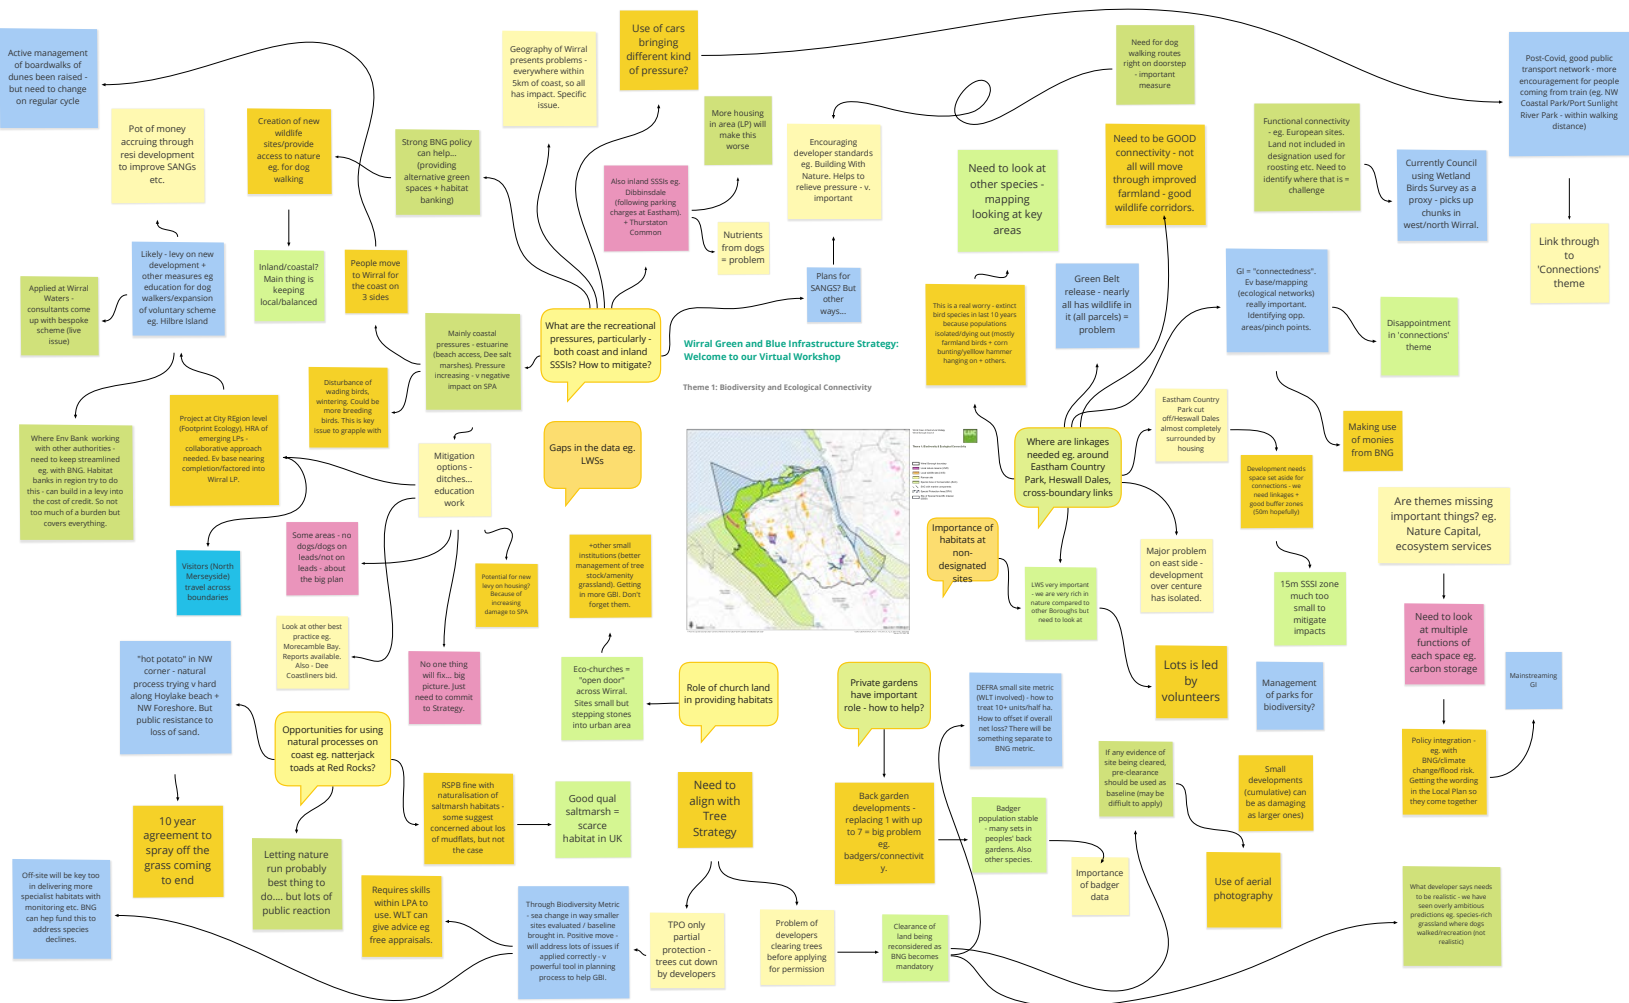 Active management
of boardwalks of
dunes been raised -
but need to change
on regular cycle
Pot of money
accruing through
resi development
to improve SANGs
etc.
Creation of new
wildlife
sites/provide
access to nature
eg. for dog
walking
Strong BNG policy
can help...
(providing
alternative green
spaces + habitat
banking)
Geography of Wirral
presents problems -
everywhere within
5km of coast, so all
has impact. Specific
issue.
Use of cars
bringing
different kind
of pressure?
More housing
in area (LP) will
make this
worse
Also inland SSSIs eg.
Dibbinsdale
(following parking
charges at Eastham).
+ Thurstaton
Common
Nutrients
from dogs
= problem
Encouraging
developer standards
eg. Building With
Nature. Helps to
relieve pressure - v.
important
Plans for
SANGS? But
other
ways...
Need for dog
walking routes
right on doorstep
- important
measure
Need to look at
other species -
mapping
looking at key
areas
Need to be GOOD
connectivity - not
all will move
through improved
farmland - good
wildlife corridors.
Functional connectivity
- eg. European sites.
Land not included in
designation used for
roosting etc. Need to
identify where that is =
challenge
Currently Council
using Wetland
Birds Survey as a
proxy - picks up
chunks in
west/north Wirral.
Post-Covid, good public
transport network - more
encouragement for people
coming from train (eg. NW
Coastal Park/Port Sunlight
River Park - within walking
distance)
Link through
to
'Connections'
theme
Likely - levy on new
development +
other measures eg
education for dog
walkers/expansion
of voluntary scheme
eg. Hilbre Island
Applied at Wirral
Waters -
consultants come
up with bespoke
scheme (live
issue)
Inland/coastal?
Main thing is
keeping
local/balanced
People move
to Wirral for
the coast on
3 sides
Mainly coastal
pressures - estuarine
(beach access, Dee salt
marshes). Pressure
increasing - v negative
impact on SPA
What are the recreational
pressures, particularly -
both coast and inland
SSSIs? How to mitigate?
Wirral Green and Blue Infrastructure Strategy:
Welcome to our Virtual Workshop
Theme 1: Biodiversity and Ecological Connectivity
This is a real worry - extinct
bird species in last 10 years
because populations
isolated/dying out (mostly
farmland birds + corn
bunting/yellow hammer
hanging on + others.
Green Belt
release - nearly
all has wildlife in
it (all parcels) =
problem
GI = "connectedness".
Ev base/mapping
(ecological networks)
really important.
Identifying opp.
areas/pinch points.
Disappointment
in 'connections'
theme
Disturbance of
wading birds,
wintering. Could be
more breeding
birds. This is key
issue to grapple with
Where Env Bank working
with other authorities -
need to keep streamlined
eg. with BNG. Habitat
banks in region try to do
this - can build in a levy into
the cost of credit. So not
too much of a burden but
covers everything.
Project at City REgion level
(Footprint Ecology). HRA of
emerging LPs -
collaborative approach
needed. Ev base nearing
completion/factored into
Wirral LP.
Mitigation
options -
ditches...
education
work
Gaps in the data eg.
LWSs
Where are linkages
needed eg. around
Eastham Country
Park, Heswall Dales,
cross-boundary links
Eastham Country
Park cut
off/Heswall Dales
almost completely
surrounded by
housing
Making use
of monies
from BNG
Development needs
space set aside for
connections - we
need linkages +
good buffer zones
(50m hopefully)
Are themes missing
important things? eg.
Nature Capital,
ecosystem services
Visitors (North
Merseyside)
travel across
boundaries
Some areas - no
dogs/dogs on
leads/not on
leads - about
the big plan
Potential for new
levy on housing?
Because of
increasing
damage to SPA
+other small
institutions (better
management of tree
stock/amenity
grassland). Getting
in more GBI. Don't
forget them.
Importance of
habitats at
non-
designated
sites
LWS very important
- we are very rich in
nature compared to
other Boroughs but
need to look at
Major problem
on east side -
development
over centure
has isolated.
15m SSSI zone
much too
small to
mitigate
impacts
Need to look
at multiple
functions of
each space eg.
carbon storage
Mainstreaming
GI
Look at other best
practice eg.
Morecambe Bay.
Reports available.
Also - Dee
Coastliners bid.
No one thing
will fix... big
picture. Just
need to commit
to Strategy.
Eco-churches =
"open door"
across Wirral.
Sites small but
stepping stones
into urban area
Role of church land
in providing habitats
Private gardens
have important
role - how to help?
DEFRA small site metric
(WLT involved) - how to
treat 10+ units/half ha.
How to offset if overall
net loss? There will be
something separate to
BNG metric.
Lots is led
by
volunteers
Management
of parks for
biodiversity?
"hot potato" in NW
corner - natural
process trying v hard
along Hoylake beach +
NW Foreshore. But
public resistance to
loss of sand.
Opportunities for using
natural processes on
coast eg. natterjack
toads at Red Rocks?
10 year
agreement to
spray off the
grass coming
to end
Letting nature
run probably
best thing to
do.... but lots of
public reaction
RSPB fine with
naturalisation of
saltmarsh habitats -
some suggest
concerned about los
of mudflats, but not
the case
Good qual
saltmarsh =
scarce
habitat in UK
Need to
align with
Tree
Strategy
Back garden
developments -
replacing 1 with up
to 7 = big problem
eg.
badgers/connectivit
y.
Badger
population stable
- many sets in
peoples' back
gardens. Also
other species.
Importance
of badger
data
If any evidence of
site being cleared,
pre-clearance
should be used as
baseline (may be
diffiult to apply)
Small
developments
(cumulative) can
be as damaging
as larger ones)
Use of aerial
photography
Policy integration -
eg. with
BNG/climate
change/flood risk.
Getting the wording
in the Local Plan so
they come together
Off-site will be key too
in delivering more
specialist habitats with
monitoring etc. BNG
can hep fund this to
address species
declines.
Requires skills
within LPA to
use. WLT can
give advice eg
free appraisals.
Through Biodiversity Metric
- sea change in way smaller
sites evaluated / baseline
brought in. Positive move -
will address lots of issues if
applied correctly - v
powerful tool in planning
process to help GBI.
TPO only
partial
protection -
trees cut down
by developers
Problem of
developers
clearing trees
before applying
for permission
Clearance of
land being
reconsidered as
BNG becomes
mandatory
What developer says needs
to be realistic - we have
seen overly ambitious
predictions eg. species-rich
grassland where dogs
walked/recreation (not
realistic)